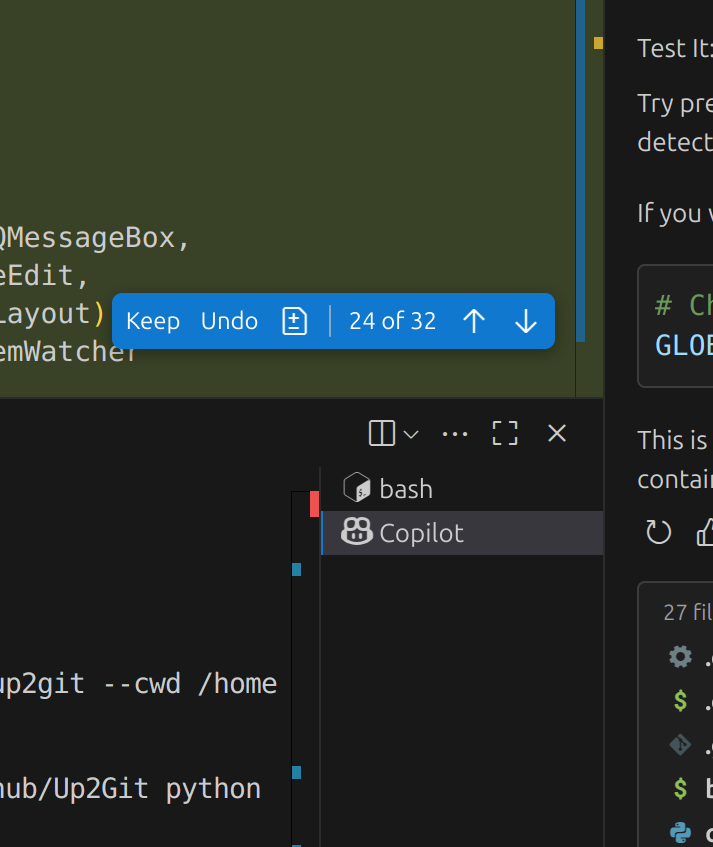 QMessageBox,
eEdit,
Layout)
emWatcher
Keep Undo 24 of 32
bash
Copilot
up2git --cwd /home
hub/Up2Git python
Test It:
Try pre
detect
If you w
# Ch
GLOB
This is
contain
27 fil